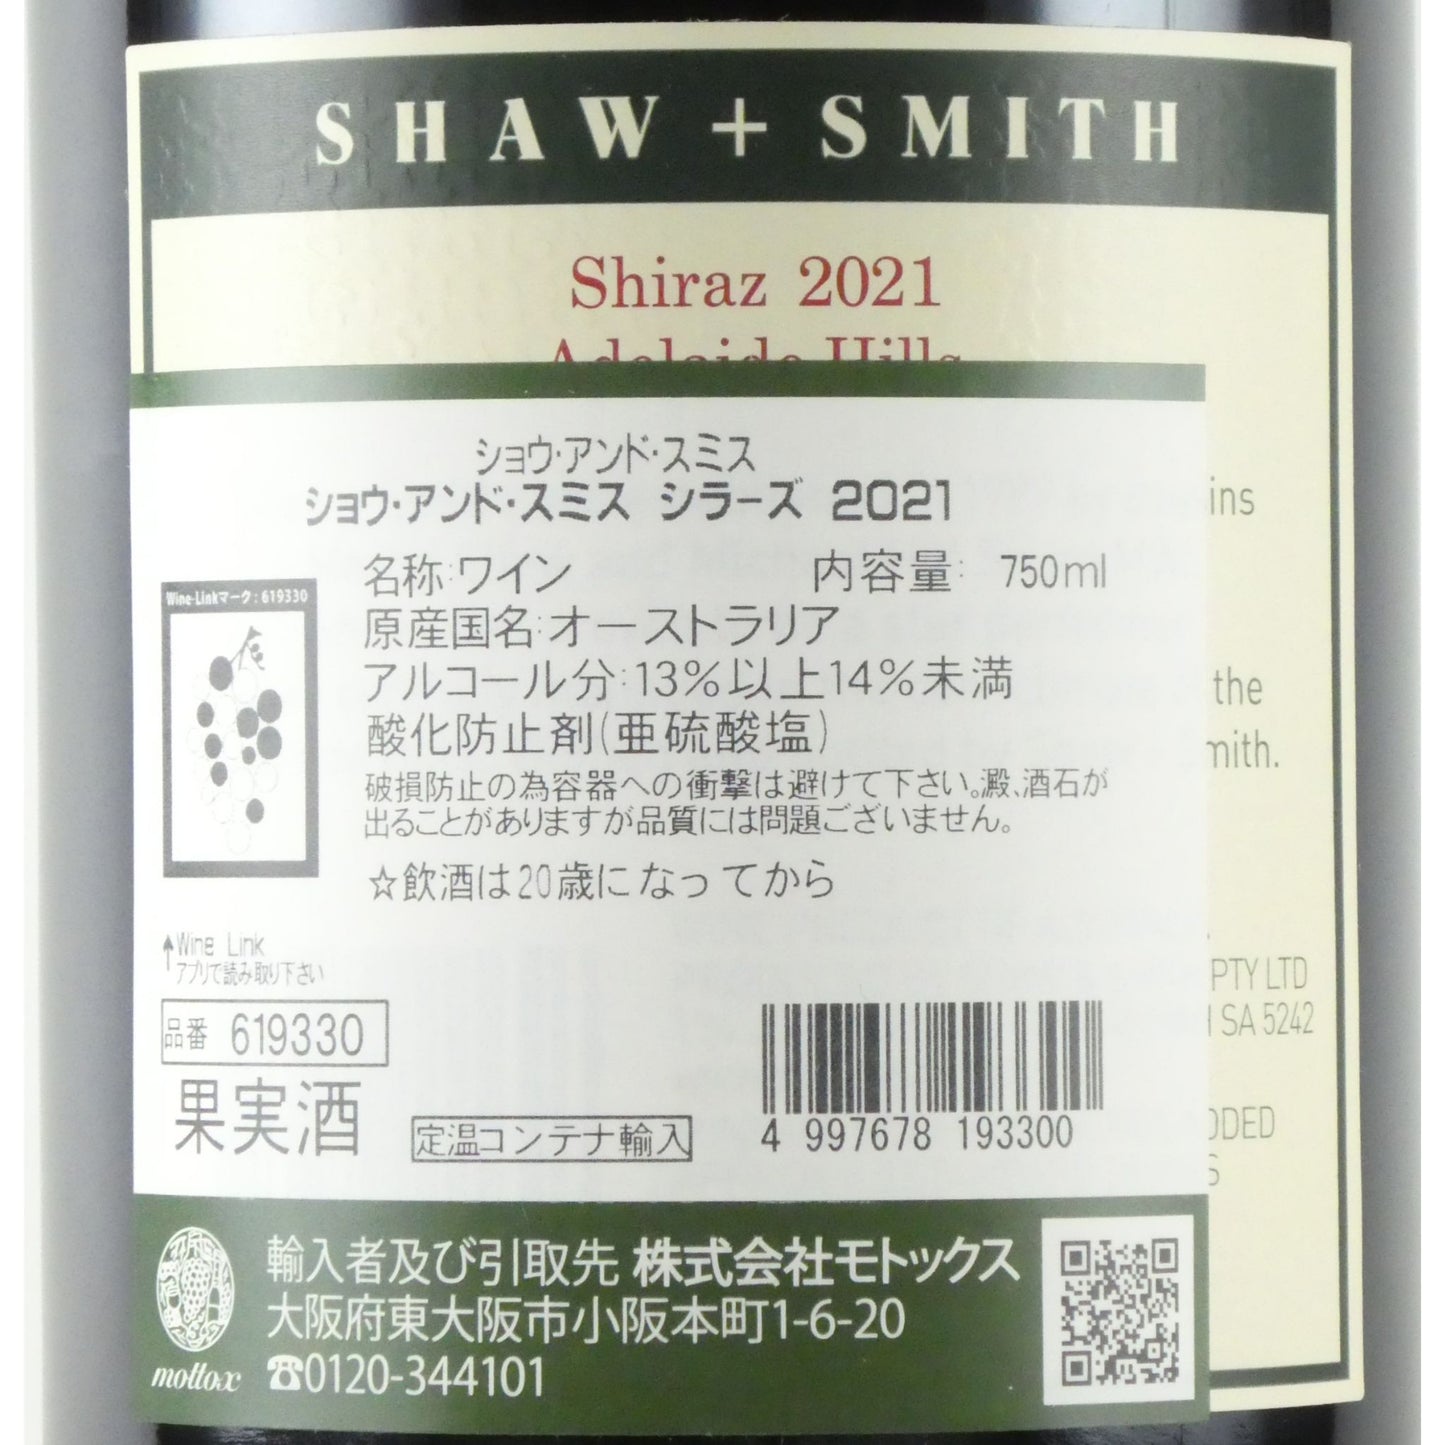 SHAW + SMITH
Shiraz 2021
Adelaide Hills
ショウ・アンド・スミス
ショウ・アンド・スミス シラーズ 2021
名称:ワイン 内容量: 750ml
原産国名:オーストラリア
アルコール分:13%以上14%未満
酸化防止剤(亜硫酸塩)
破損防止の為容器への衝撃は避けて下さい。澱、酒石が
出ることがありますが品質には問題ございません。
☆飲酒は20歳になってから
Wine-Linkマーク:619330
↑Wine Link
アプリで読み取り下さい
品番 619330
果実酒
定温コンテナ輸入
4 997678 193300
the
PTY LTD
SA 5242
輸入者及び引取先 株式会社モトックス
大阪府東大阪市小阪本町1-6-20
☎0120-344101
mottox